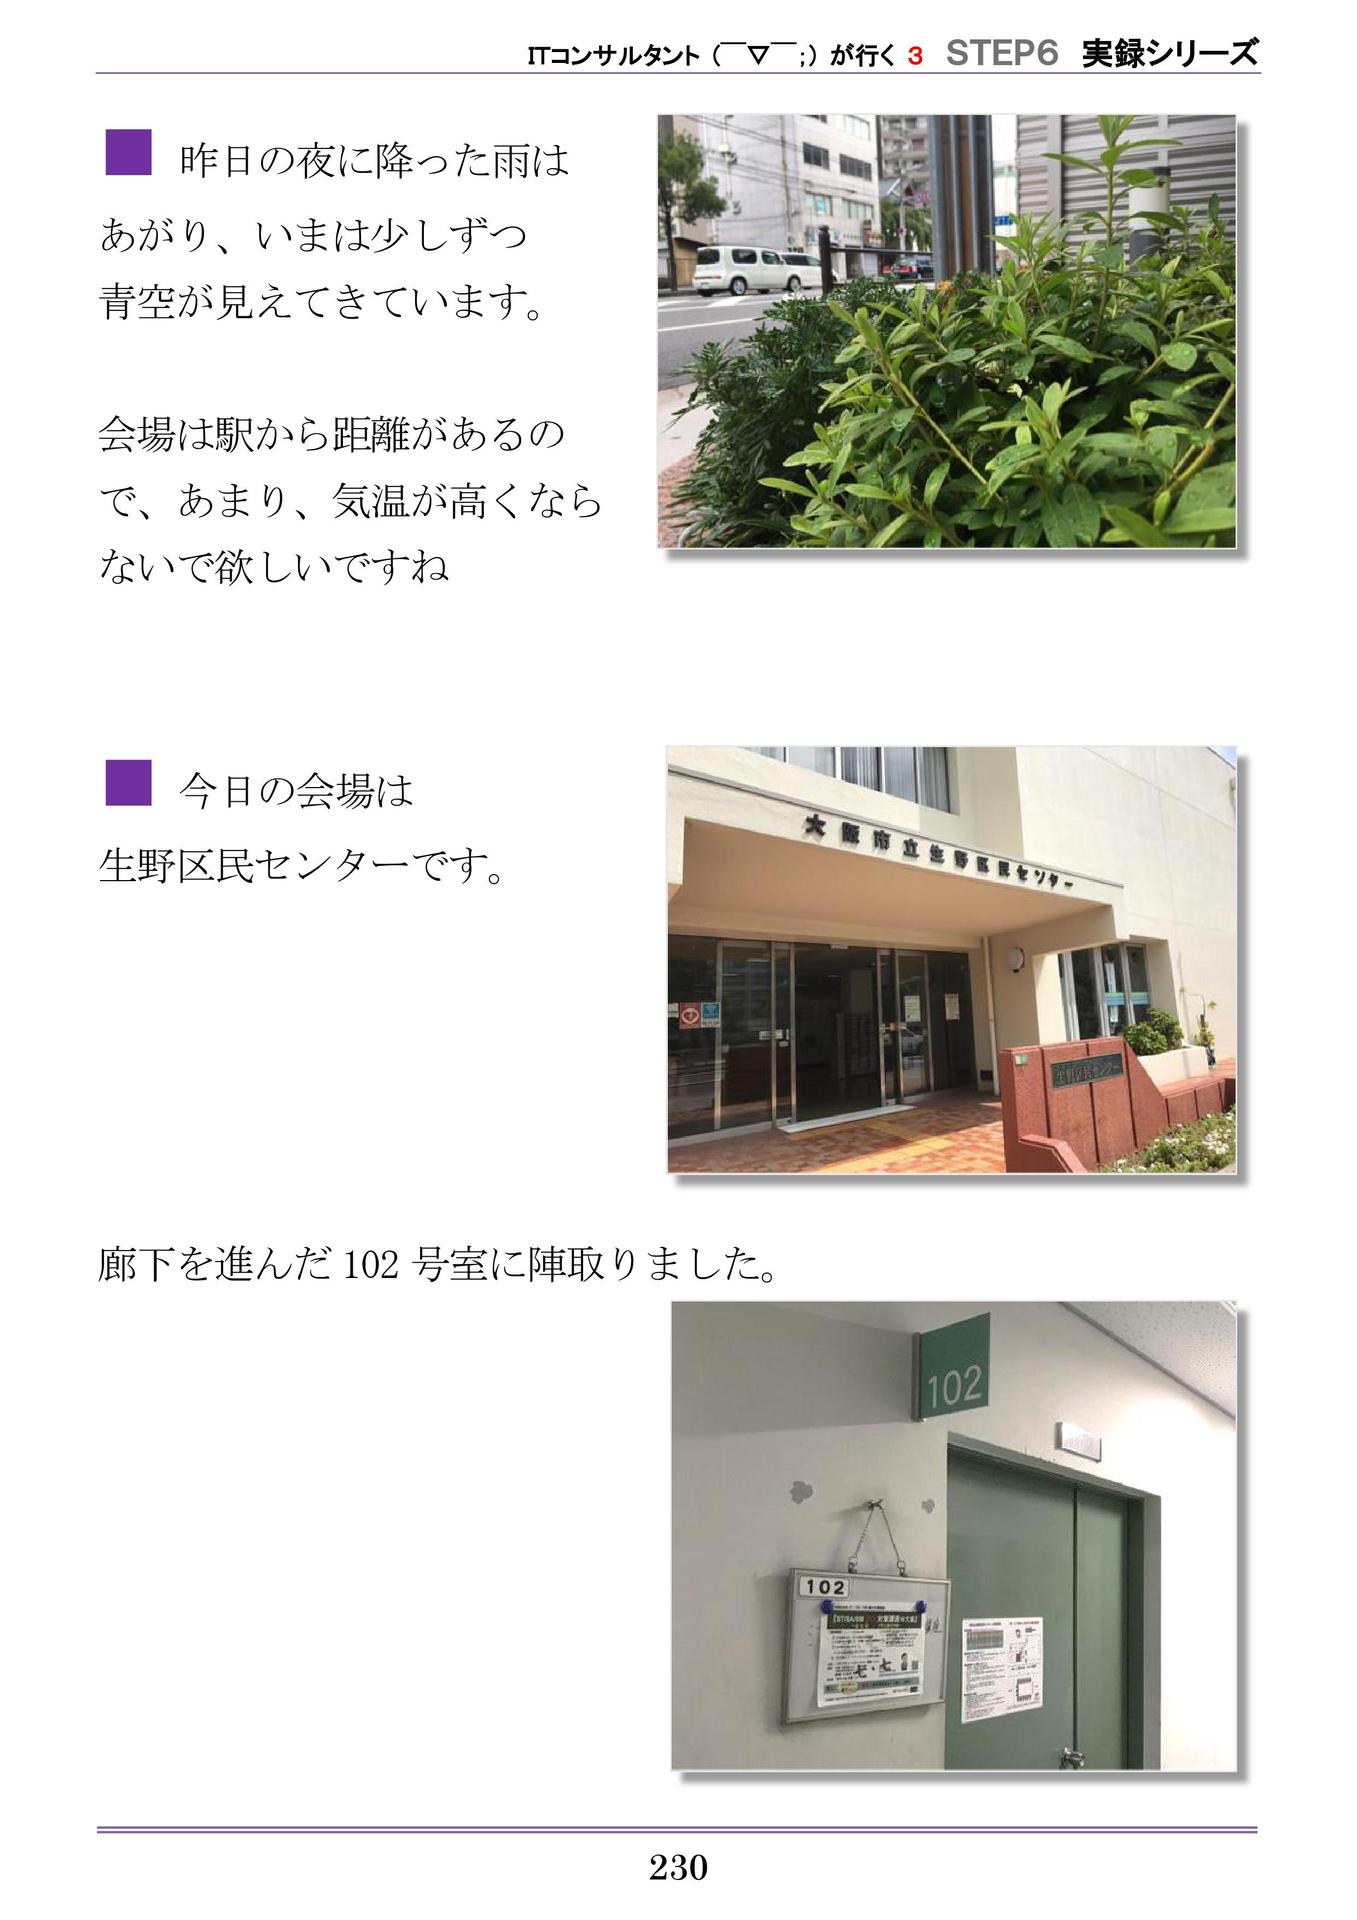 ITコンサルタント（￣▽￣;）が行く 3 STEP6 実録シリーズ
■ 昨日の夜に降った雨は
あがり、いまは少しずつ
青空が見えてきています。
会場は駅から距離があるの
で、あまり、気温が高くなら
ないで欲しいですね
■ 今日の会場は
生野区民センターです。
大阪市立生野区民センター
生野区民センター
廊下を進んだ 102 号室に陣取りました。
102
102
230